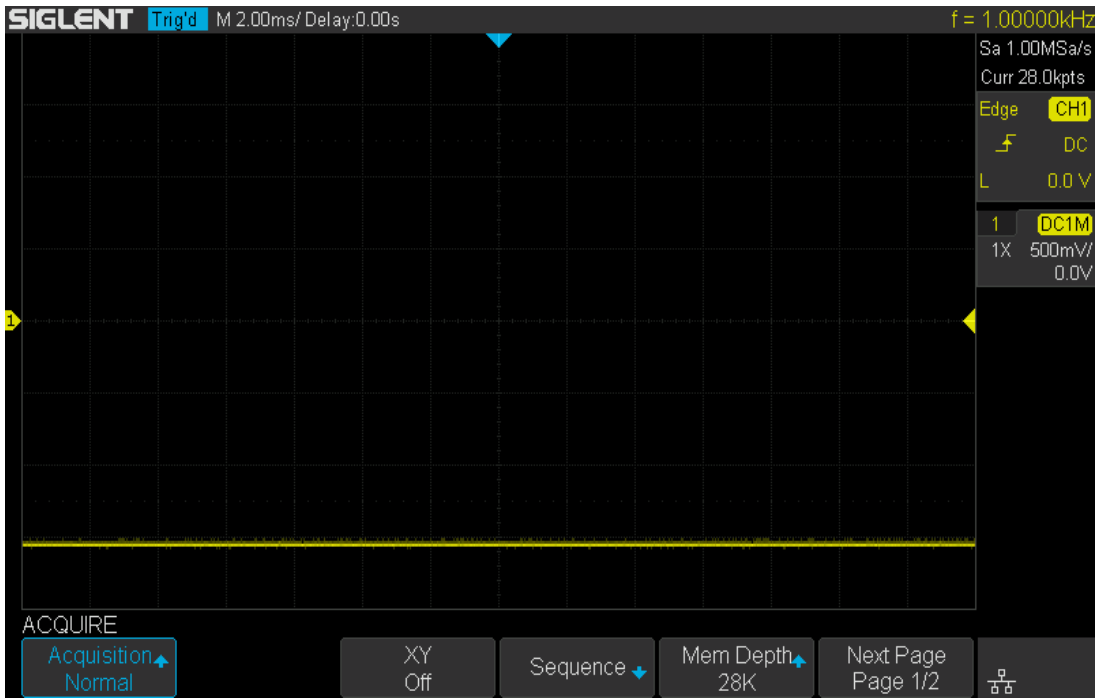 SIGLENT Trig'd M 2.00ms/ Delay:0.00s f = 1.00000kHz
Sa 1.00MSa/s
Curr 28.0kpts
Edge CH1
DC
L 0.0 V
1 DC1M
1X 500mV/
0.0V
1
ACQUIRE
Acquisition
Normal
XY
Off
Sequence
Mem Depth
28K
Next Page
Page 1/2